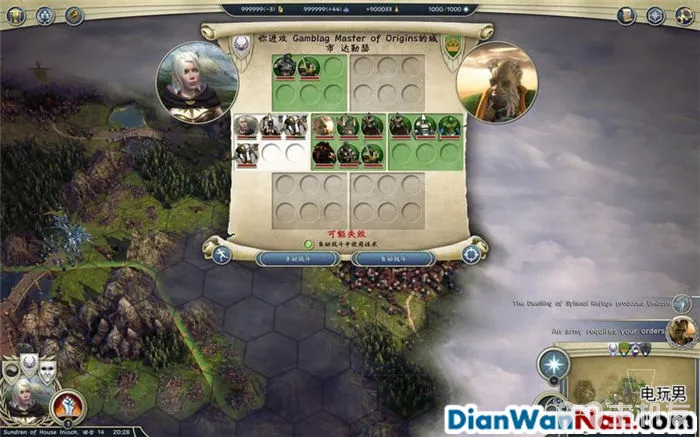 999999(-3)
999999(+44)
+900033
1000/1000
你进攻 Gamblag Master of Origins的城
市 达勒瑟
可能失败
自动战斗中使用法术
手动战斗
自动战斗
The Dwelling of Sylanol Refuge produced Unicorn
An army requires your orders
电玩男
Sundren of House Inioch, 回合 14
20:28
DianWanNan.com